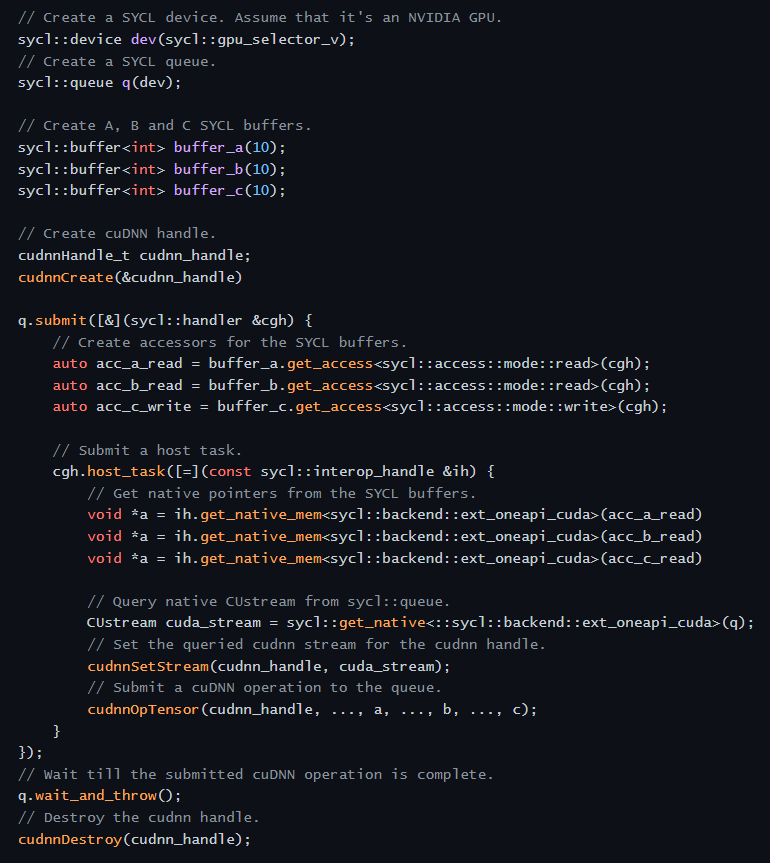 // Create a SYCL device. Assume that it's an NVIDIA GPU.
sycl::device dev(sycl::gpu_selector_v);
// Create a SYCL queue.
sycl::queue q(dev);

// Create A, B and C SYCL buffers.
sycl::buffer<int> buffer_a(10);
sycl::buffer<int> buffer_b(10);
sycl::buffer<int> buffer_c(10);

// Create cuDNN handle.
cudnnHandle_t cudnn_handle;
cudnnCreate(&cudnn_handle)

q.submit([&](sycl::handler &cgh) {
    // Create accessors for the SYCL buffers.
    auto acc_a_read = buffer_a.get_access<sycl::access::mode::read>(cgh);
    auto acc_b_read = buffer_b.get_access<sycl::access::mode::read>(cgh);
    auto acc_c_write = buffer_c.get_access<sycl::access::mode::write>(cgh);

    // Submit a host task.
    cgh.host_task([=](const sycl::interop_handle &ih) {
        // Get native pointers from the SYCL buffers.
        void *a = ih.get_native_mem<sycl::backend::ext_oneapi_cuda>(acc_a_read)
        void *a = ih.get_native_mem<sycl::backend::ext_oneapi_cuda>(acc_b_read)
        void *a = ih.get_native_mem<sycl::backend::ext_oneapi_cuda>(acc_c_read)

        // Query native CUstream from sycl::queue.
        CUstream cuda_stream = sycl::get_native<::sycl::backend::ext_oneapi_cuda>(q);
        // Set the queried cudnn stream for the cudnn handle.
        cudnnSetStream(cudnn_handle, cuda_stream);
        // Submit a cuDNN operation to the queue.
        cudnnOpTensor(cudnn_handle, ..., a, ..., b, ..., c);
    }
});
// Wait till the submitted cuDNN operation is complete.
q.wait_and_throw();
// Destroy the cudnn handle.
cudnnDestroy(cudnn_handle);